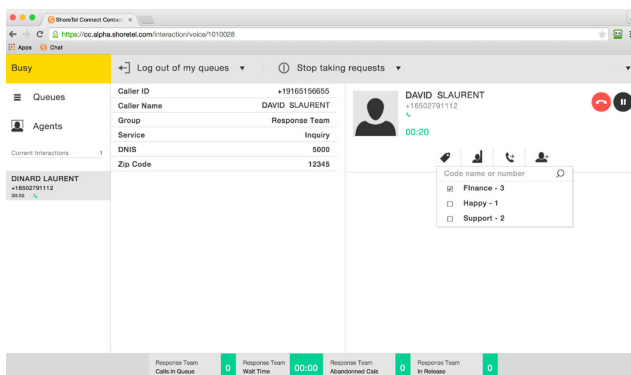 ShoreTel Connect Contact
https://cc.alpha.shoretel.com/interaction/voice/1010028
Apps Chat
Busy
Log out of my queues
Stop taking requests
Queues
Agents
Current Interactions 1
DINARD LAURENT
+16502791112
00:20
Caller ID +19165156655
Caller Name DAVID SLAURENT
Group Response Team
Service Inquiry
DNIS 5000
Zip Code 12345
DAVID SLAURENT
+16502791112
00:20
Code name or number
FInance - 3
Happy - 1
Support - 2
Response Team
Calls in Queue 0
Response Team
Wait Time 00:00
Response Team
Abandonned Cals 0
Response Team
In Release 0